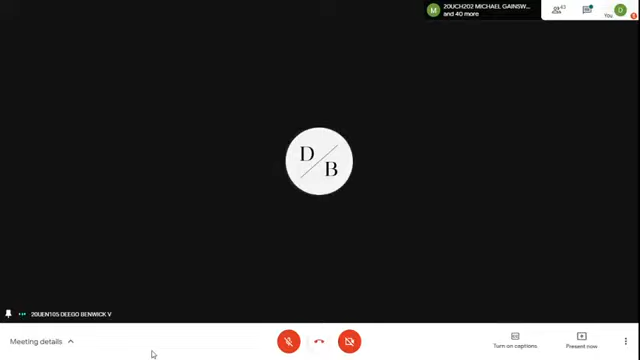 M
20UCH202 MICHAEL GAINSW...
and 40 more
43
You
D
D
B
20UEN105 DEEGO BENWICK V
Meeting details
Turn on captions
Present now